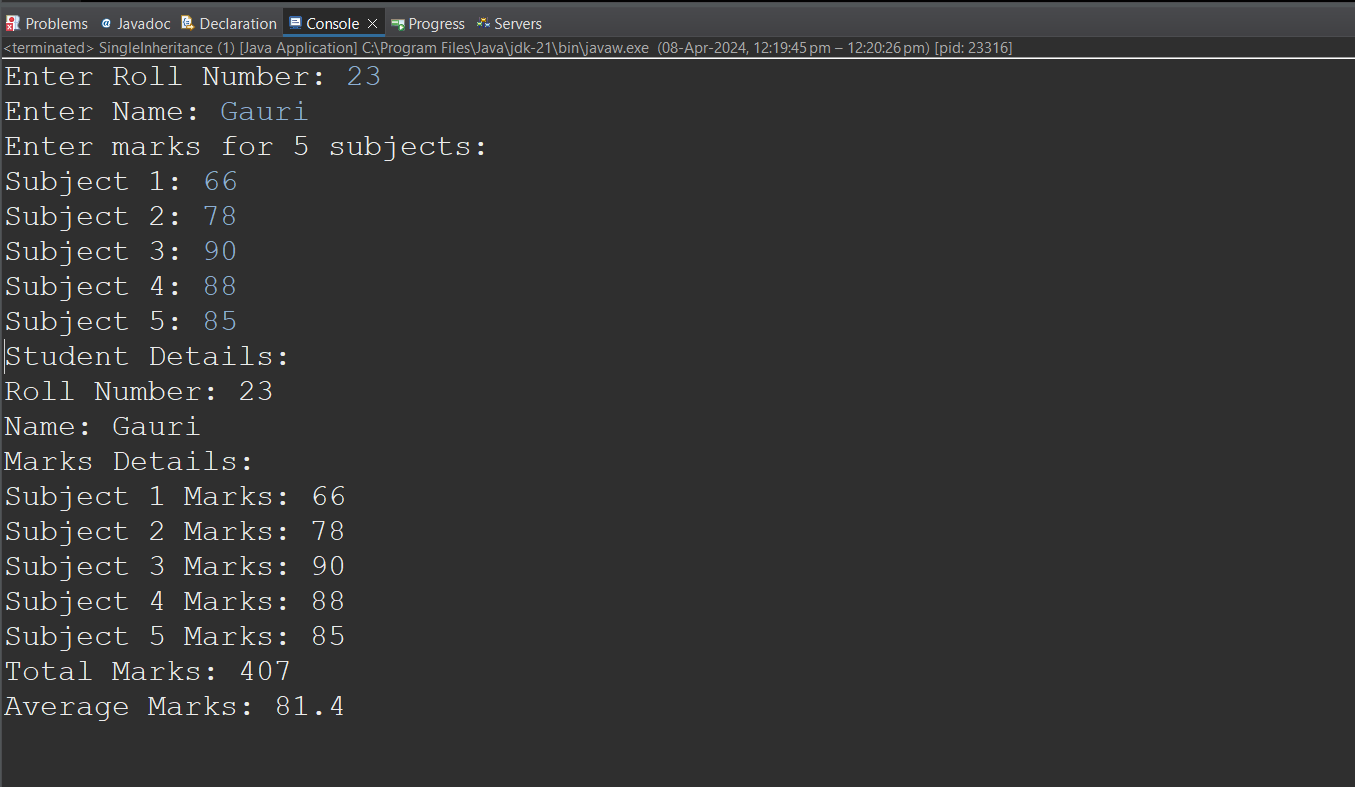 Problems @ Javadoc Declaration Console Progress Servers
<terminated> SingleInheritance (1) [Java Application] C:\Program Files\Java\jdk-21\bin\javaw.exe (08-Apr-2024, 12:19:45 pm – 12:20:26 pm) [pid: 23316]
Enter Roll Number: 23
Enter Name: Gauri
Enter marks for 5 subjects:
Subject 1: 66
Subject 2: 78
Subject 3: 90
Subject 4: 88
Subject 5: 85
Student Details:
Roll Number: 23
Name: Gauri
Marks Details:
Subject 1 Marks: 66
Subject 2 Marks: 78
Subject 3 Marks: 90
Subject 4 Marks: 88
Subject 5 Marks: 85
Total Marks: 407
Average Marks: 81.4